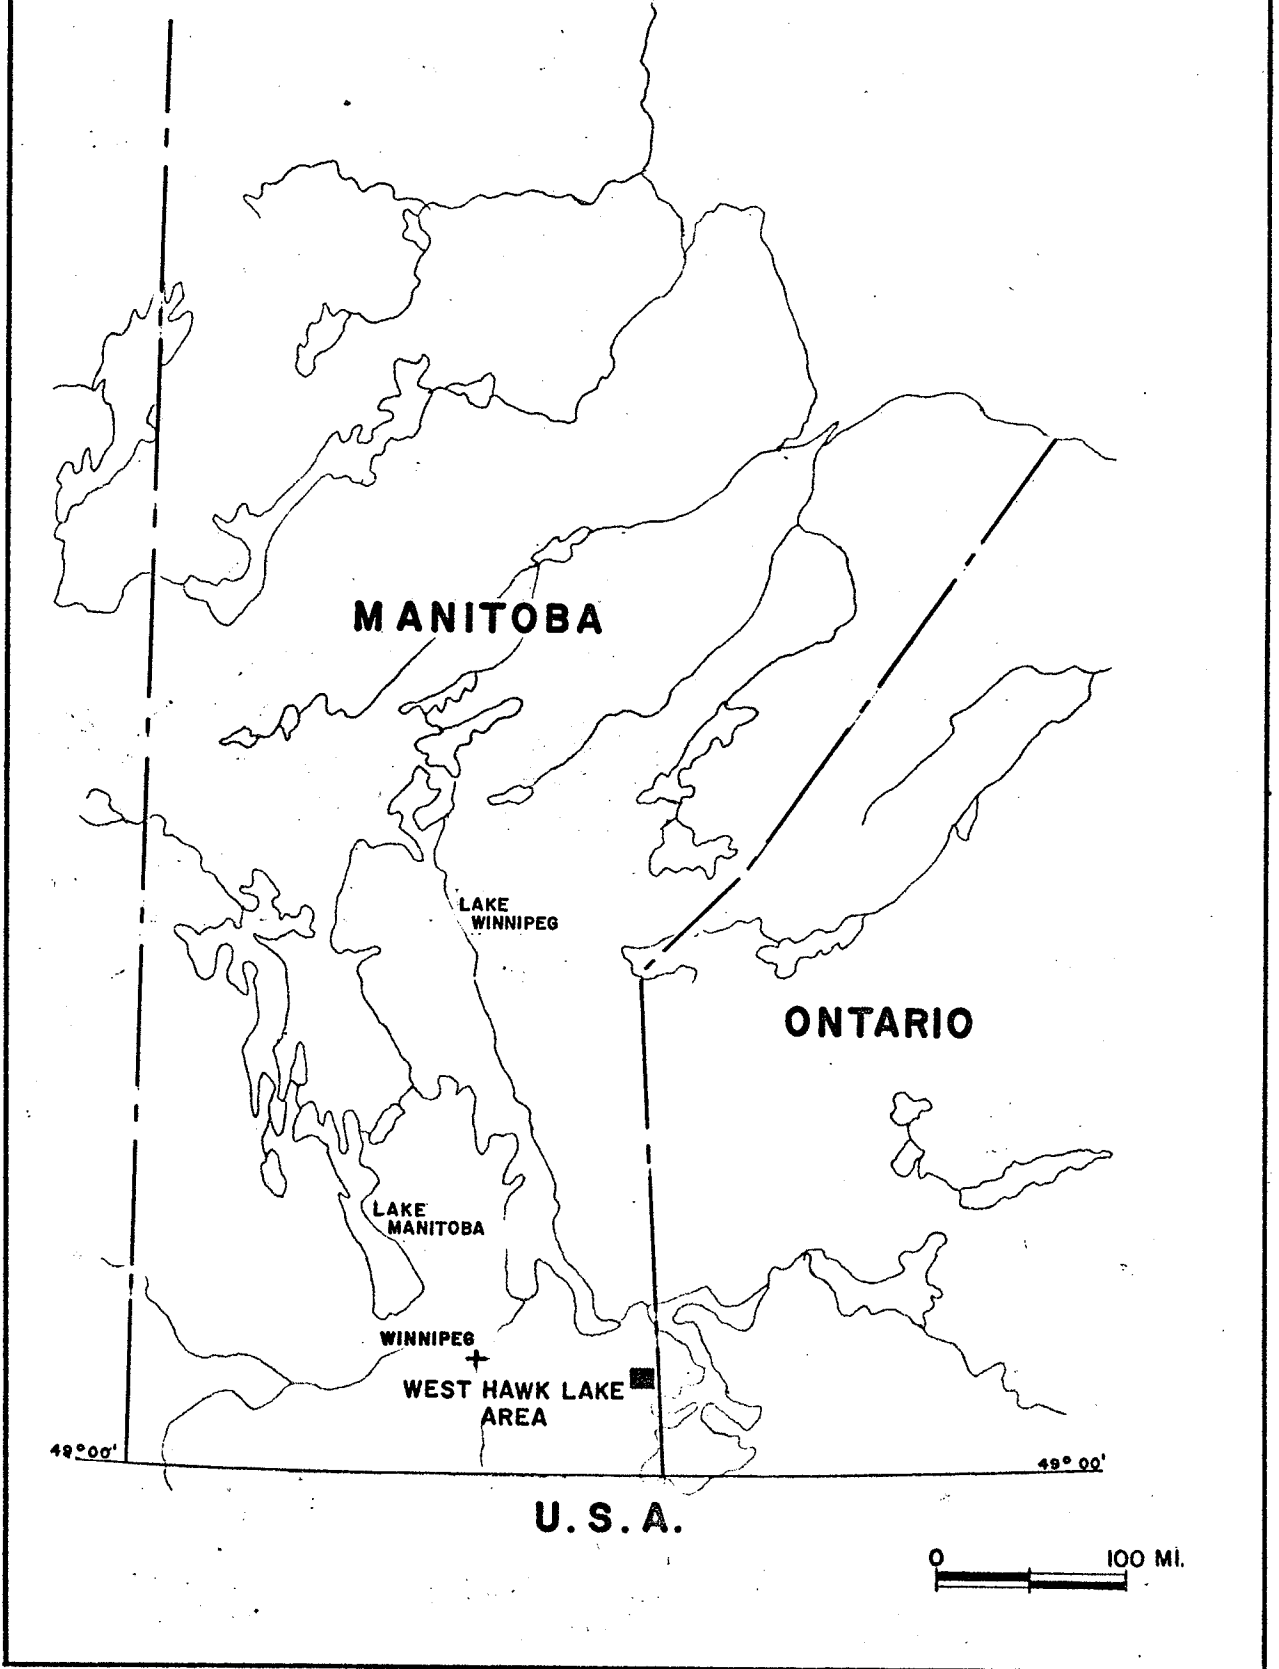 MANITOBA
LAKE
WINNIPEG
ONTARIO
LAKE
MANITOBA
WINNIPEG
WEST HAWK LAKE
AREA
49°00'
49°00'
U.S.A.
0 100 MI.